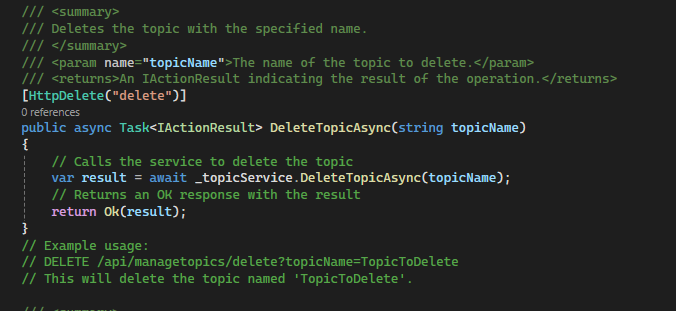 /// <summary>
/// Deletes the topic with the specified name.
/// </summary>
/// <param name="topicName">The name of the topic to delete.</param>
/// <returns>An IActionResult indicating the result of the operation.</returns>
[HttpDelete("delete")]
0 references
public async Task<IActionResult> DeleteTopicAsync(string topicName)
{
// Calls the service to delete the topic
var result = await _topicService.DeleteTopicAsync(topicName);
// Returns an OK response with the result
return Ok(result);
}
// Example usage:
// DELETE /api/managetopics/delete?topicName=TopicToDelete
// This will delete the topic named 'TopicToDelete'.
/// <summary>